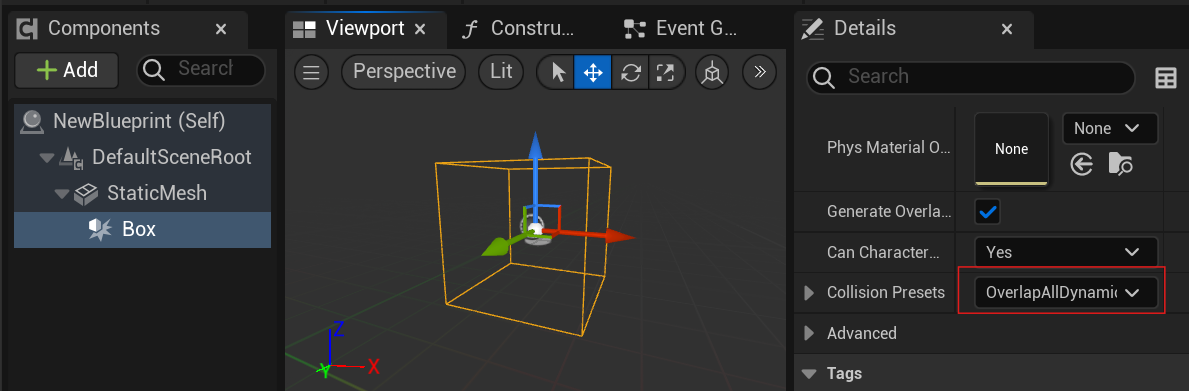 Components
Add
Search
NewBlueprint (Self)
DefaultSceneRoot
StaticMesh
Box
Viewport
Constru...
Event G...
Perspective
Lit
Z
Y
X
Details
Search
Phys Material O...
None
None
Generate Overla...
Can Character...
Yes
Collision Presets
OverlapAllDynamic
Advanced
Tags